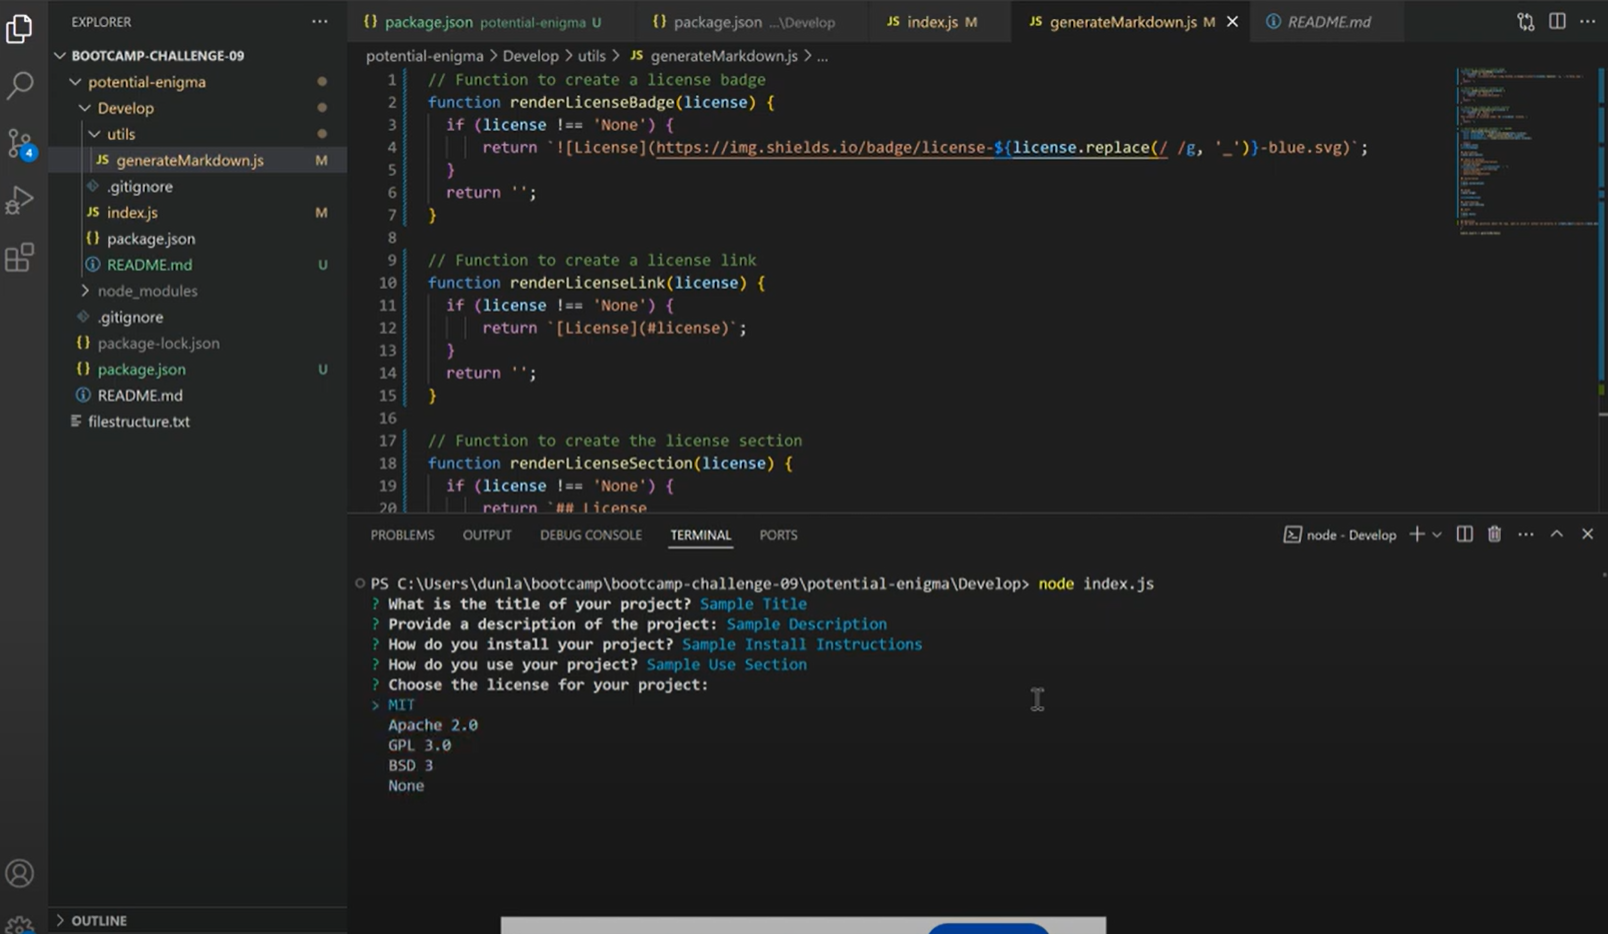 EXPLORER
BOOTCAMP-CHALLENGE-09
potential-enigma
Develop
utils
JS generateMarkdown.js M
.gitignore
JS index.js M
{} package.json
README.md U
node_modules
.gitignore
{} package-lock.json
{} package.json U
README.md
filestructure.txt
OUTLINE
4
{} package.json potential-enigma U
{} package.json ...\Develop
JS index.js M
JS generateMarkdown.js M
README.md
potential-enigma > Develop > utils > JS generateMarkdown.js > ...
1 // Function to create a license badge
2 function renderLicenseBadge(license) {
3 if (license !== 'None') {
4 return `![License](https://img.shields.io/badge/license-${license.replace(/ /g, '_')}-blue.svg)`;
5 }
6 return '';
7 }
8
9 // Function to create a license link
10 function renderLicenseLink(license) {
11 if (license !== 'None') {
12 return `[License](#license)`;
13 }
14 return '';
15 }
16
17 // Function to create the license section
18 function renderLicenseSection(license) {
19 if (license !== 'None') {
20 return `## License
PROBLEMS OUTPUT DEBUG CONSOLE TERMINAL PORTS
node - Develop
PS C:\Users\dunla\bootcamp\bootcamp-challenge-09\potential-enigma\Develop> node index.js
? What is the title of your project? Sample Title
? Provide a description of the project: Sample Description
? How do you install your project? Sample Install Instructions
? How do you use your project? Sample Use Section
? Choose the license for your project:
> MIT
Apache 2.0
GPL 3.0
BSD 3
None